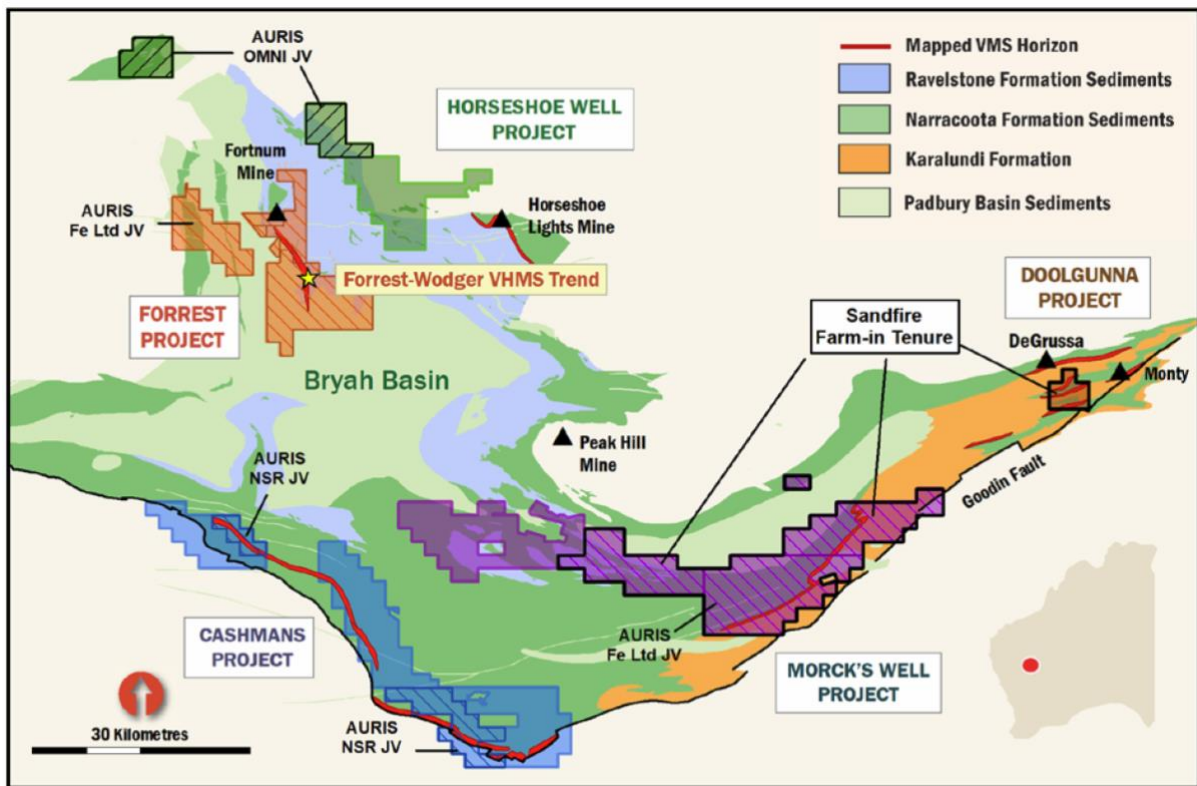 AURIS
OMNI JV
HORSESHOE WELL
PROJECT
Mapped VMS Horizon
Ravelstone Formation Sediments
Narracoota Formation Sediments
Karalundi Formation
Padbury Basin Sediments
Fortnum
Mine
AURIS
Fe Ltd JV
Horseshoe
Lights Mine
Forrest-Wodger VHMS Trend
FORREST
PROJECT
DOOLGUNNA
PROJECT
Sandfire
Farm-in Tenure
DeGrussa
Monty
Bryah Basin
Peak Hill
Mine
AURIS
NSR JV
Goodin Fault
CASHMANS
PROJECT
AURIS
Fe Ltd JV
MORCK'S WELL
PROJECT
30 Kilometres
AURIS
NSR JV